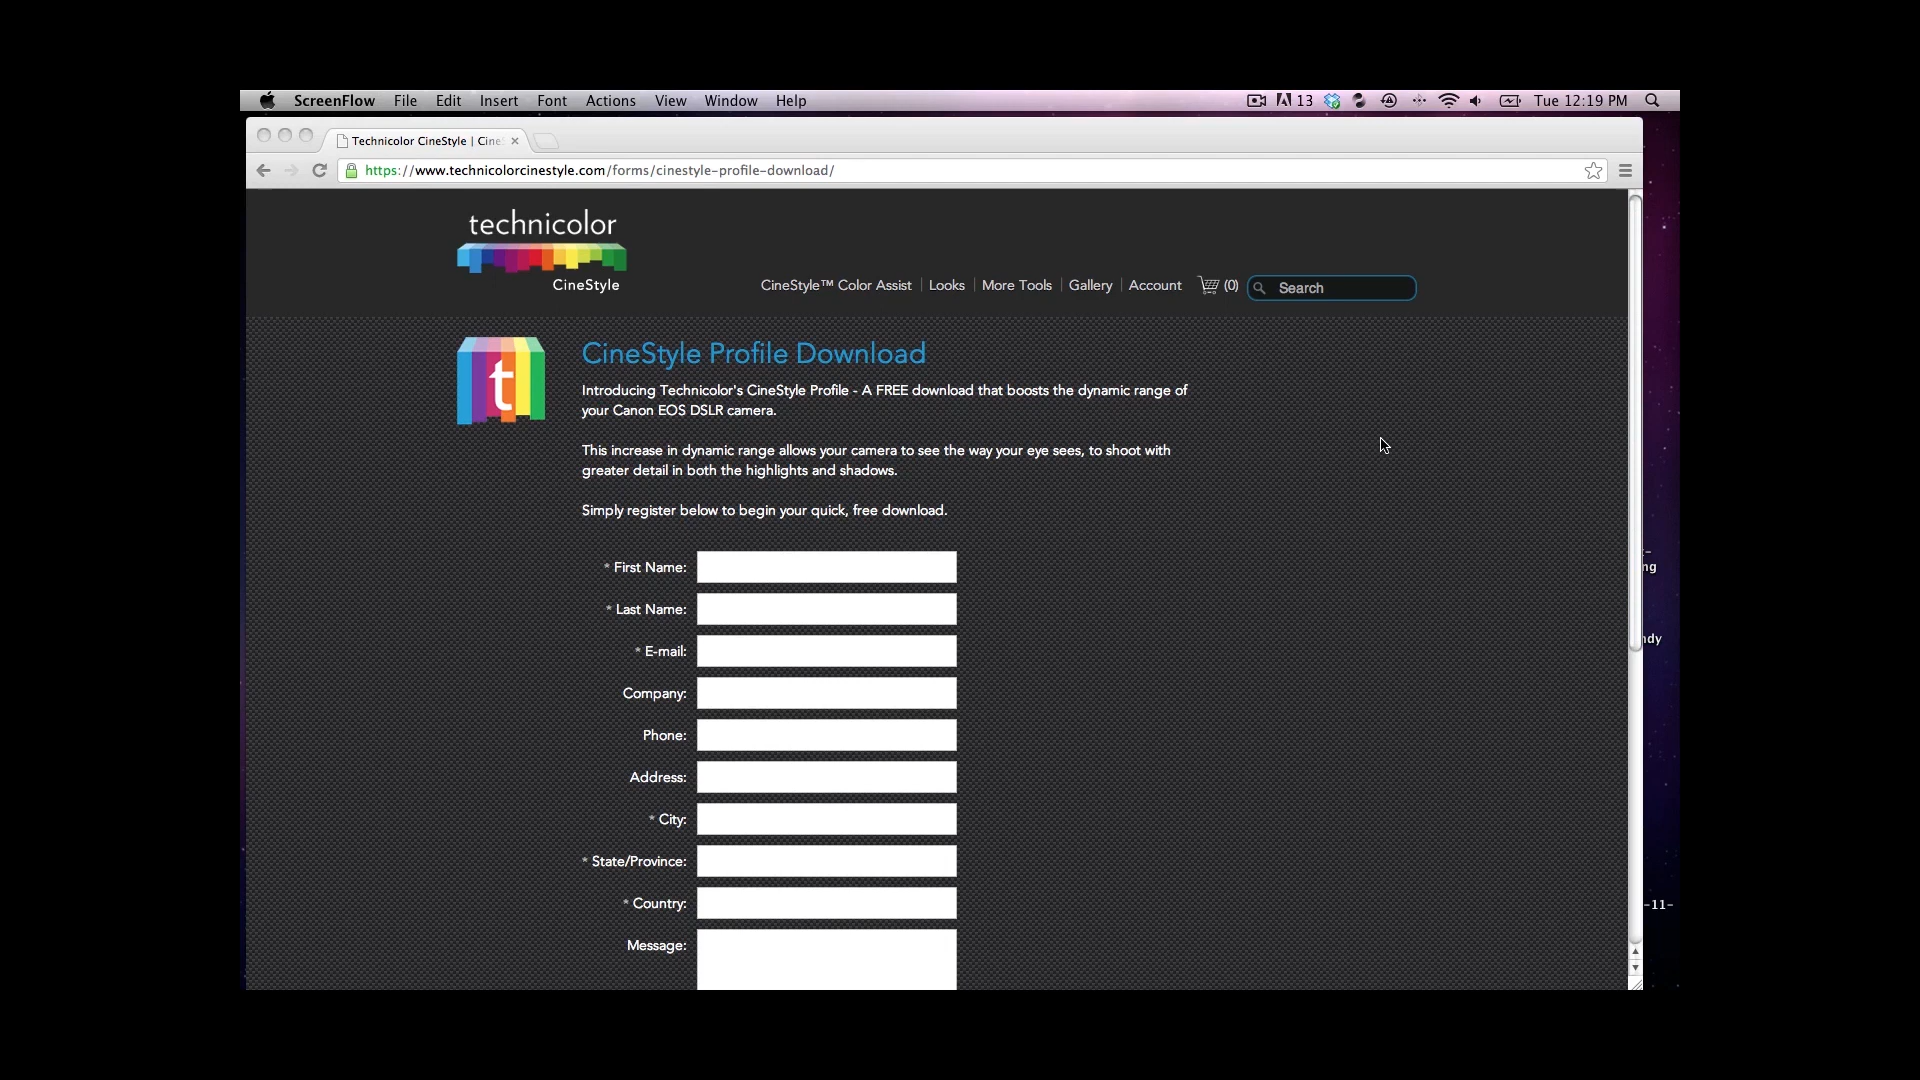 ScreenFlow File Edit Insert Font Actions View Window Help 13 Tue 12:19 PM
Technicolor CineStyle | Cine
https://www.technicolorcinestyle.com/forms/cinestyle-profile-download/
technicolor
CineStyle
CineStyle™ Color Assist Looks More Tools Gallery Account (0) Search
t
CineStyle Profile Download
Introducing Technicolor's CineStyle Profile - A FREE download that boosts the dynamic range of
your Canon EOS DSLR camera.
This increase in dynamic range allows your camera to see the way your eye sees, to shoot with
greater detail in both the highlights and shadows.
Simply register below to begin your quick, free download.
* First Name:
ng
* Last Name:
ndy
* E-mail:
Company:
Phone:
Address:
* City:
* State/Province:
* Country:
-11-
Message: